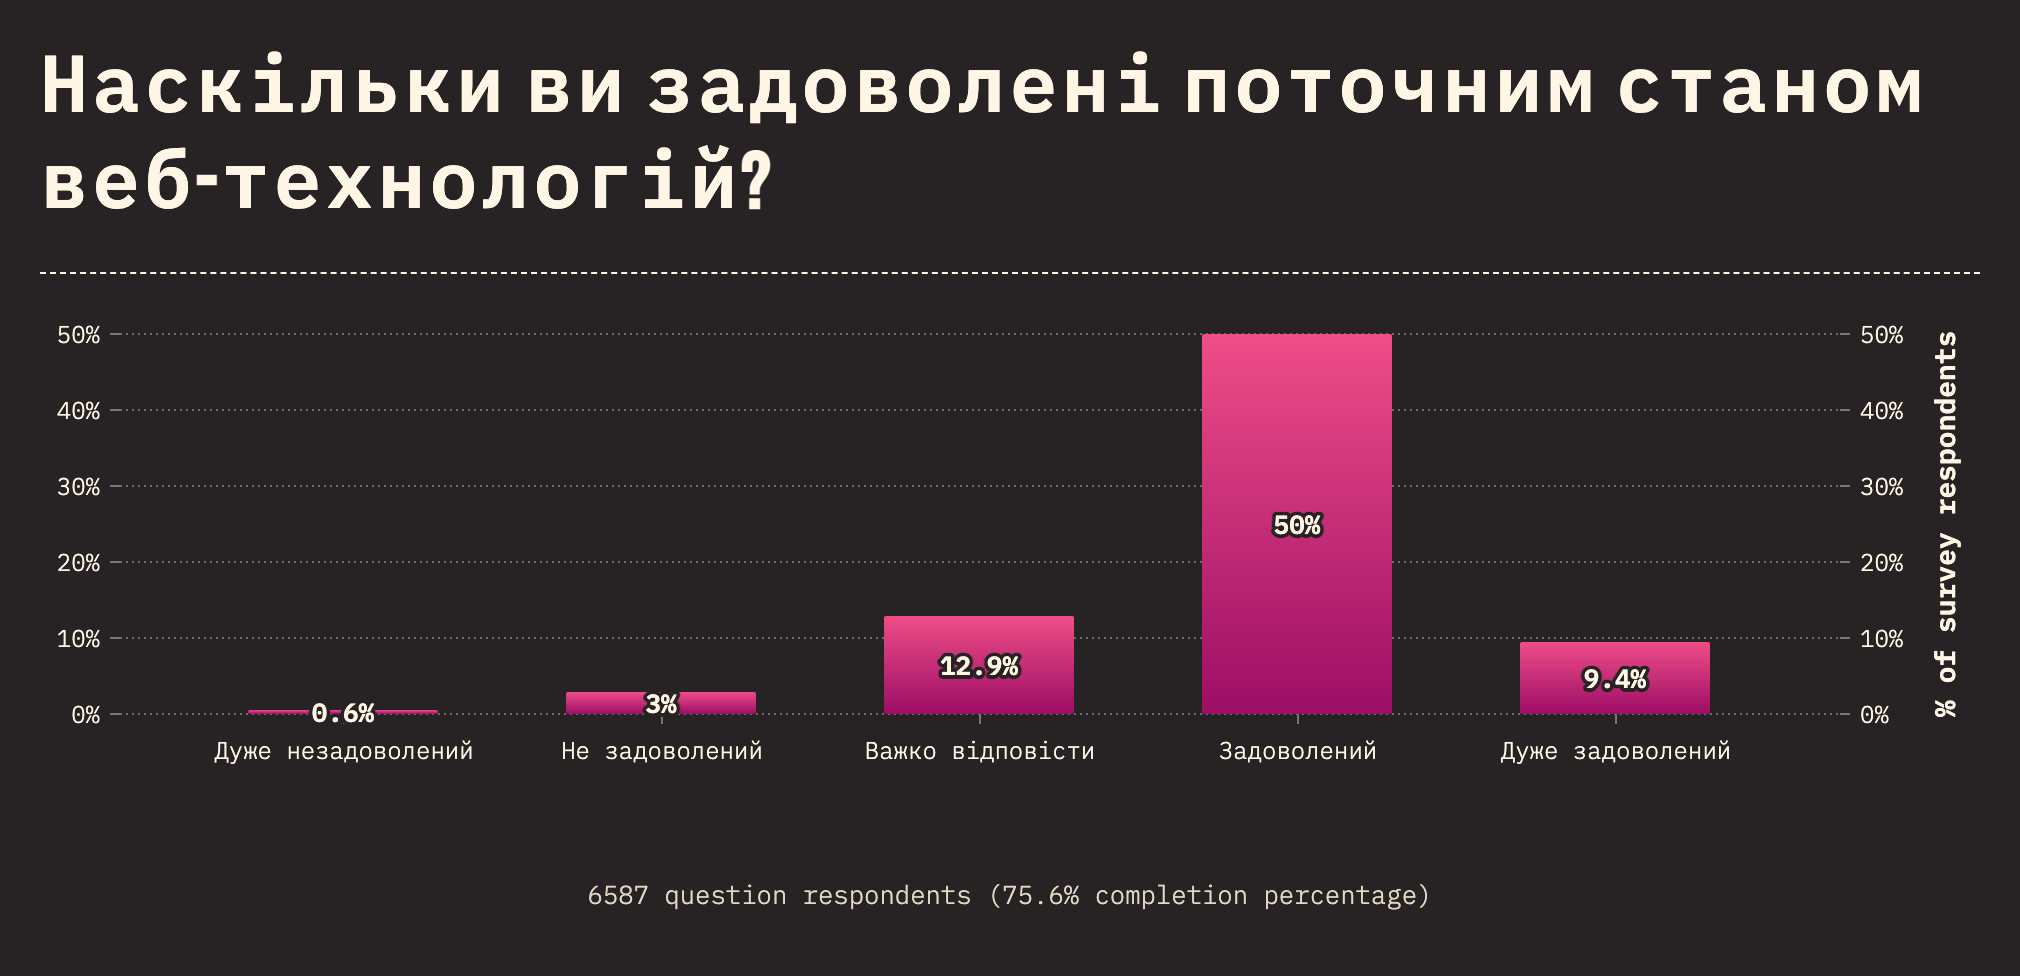 Наскільки ви задоволені поточним станом
веб-технологій?
50%
40%
30%
20%
10%
0%
50%
40%
30%
20%
10%
0%
% of survey respondents
0.6%
3%
12.9%
50%
9.4%
Дуже незадоволений
Не задоволений
Важко відповісти
Задоволений
Дуже задоволений
6587 question respondents (75.6% completion percentage)